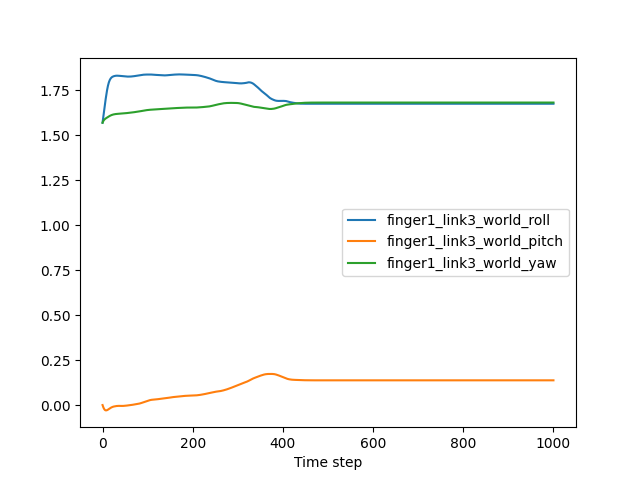 1.75
1.50
1.25
1.00
0.75
0.50
0.25
0.00
finger1_link3_world_roll
finger1_link3_world_pitch
finger1_link3_world_yaw
0 200 400 600 800 1000
Time step